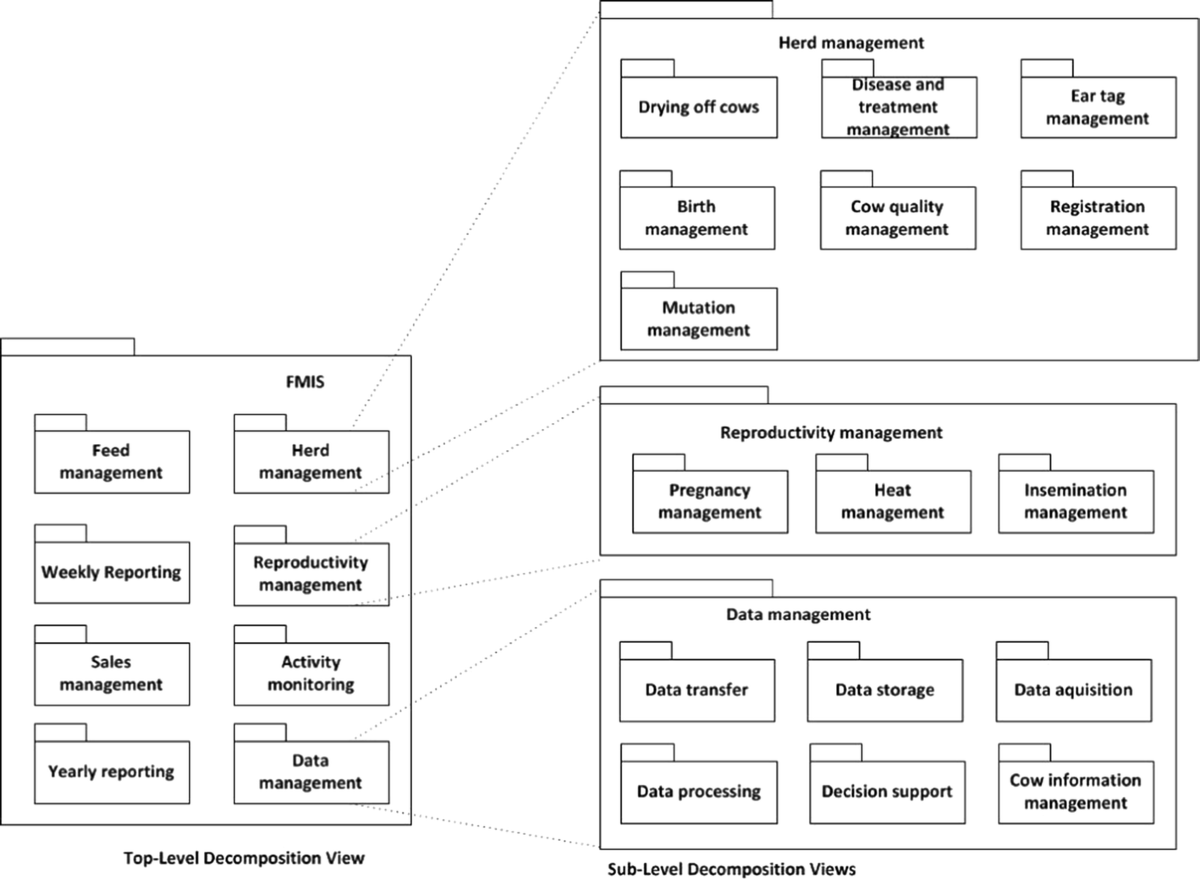 FMIS
Feed
management
Herd
management
Weekly Reporting
Reproductivity
management
Sales
management
Activity
monitoring
Yearly reporting
Data
management
Top-Level Decomposition View
Herd management
Drying off cows
Disease and
treatment
management
Ear tag
management
Birth
management
Cow quality
management
Registration
management
Mutation
management
Reproductivity management
Pregnancy
management
Heat
management
Insemination
management
Data management
Data transfer
Data storage
Data aquisition
Data processing
Decision support
Cow information
management
Sub-Level Decomposition Views